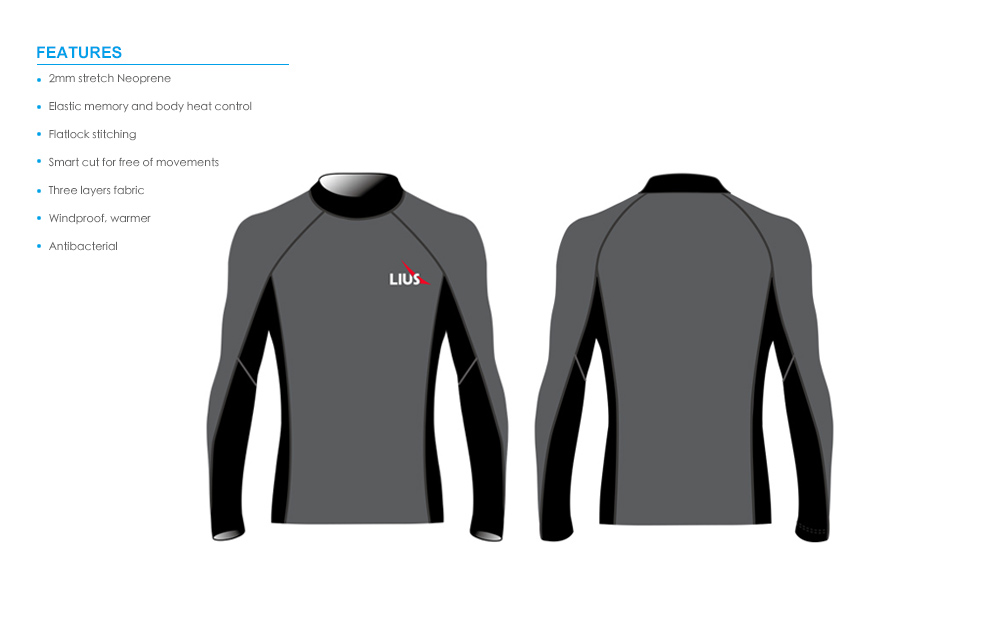 FEATURES
2mm stretch Neoprene
Elastic memory and body heat control
Flatlock stitching
Smart cut for free of movements
Three layers fabric
Windproof, warmer
Antibacterial
LIUS